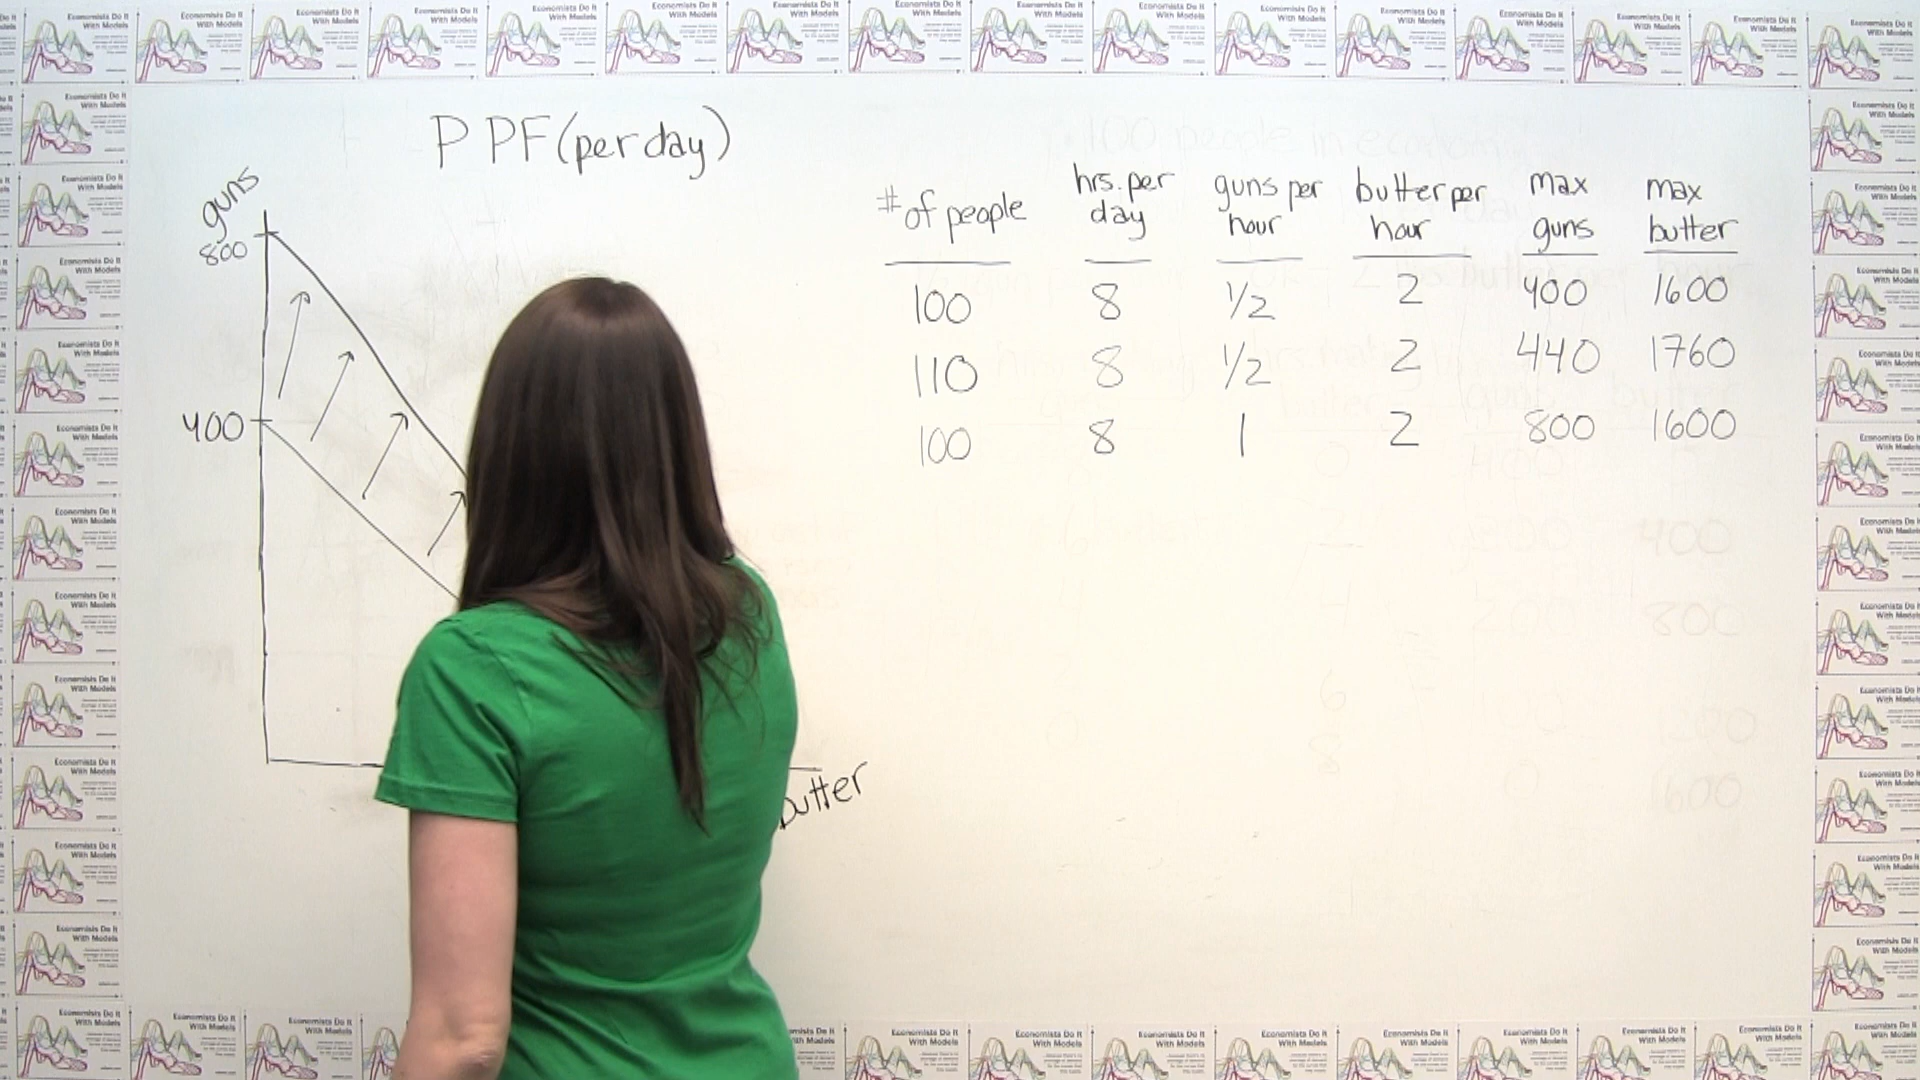 Economists Do It With Models
PPF (per day)
guns
800
400
butter
# of people hrs. per day guns per hour butter per hour max guns max butter
100 8 1/2 2 400 1600
110 8 1/2 2 440 1760
100 8 1 2 800 1600